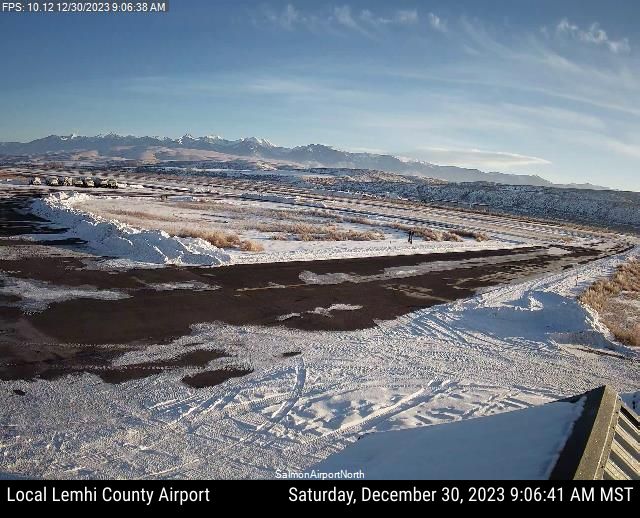 FPS: 10.12 12/30/2023 9:06:38 AM
SalmonAirportNorth
Local Lemhi County Airport Saturday, December 30, 2023 9:06:41 AM MST